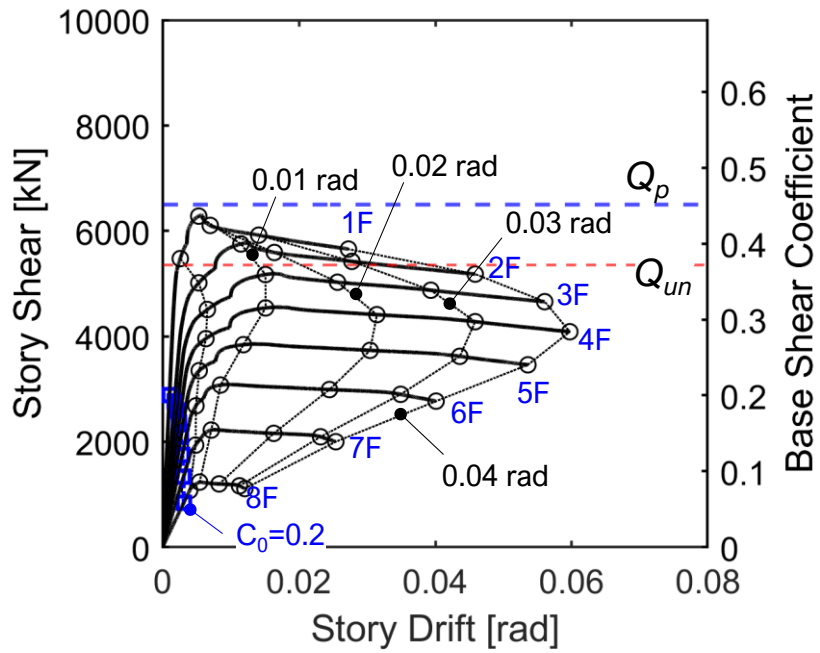 10000
8000
6000
4000
2000
0
Story Shear [kN]
0.6
0.5
0.4
0.3
0.2
0.1
0
Base Shear Coefficient
0.01 rad
0.02 rad
0.03 rad
0.04 rad
Qp
Qun
1F
2F
3F
4F
5F
6F
7F
8F
C0=0.2
0 0.02 0.04 0.06 0.08
Story Drift [rad]